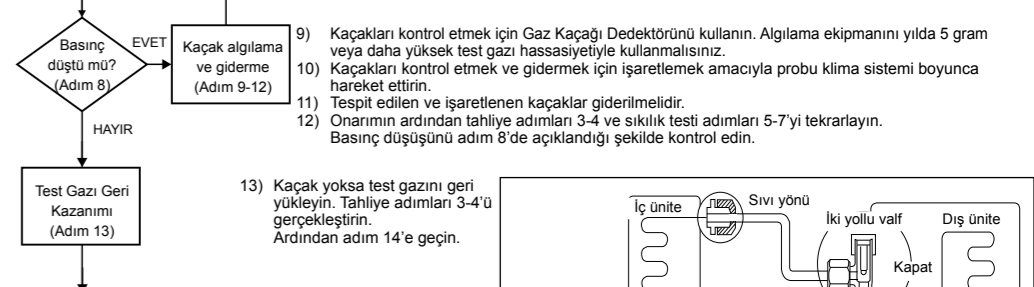 Basınç
düştü mü?
(Adım 8)
EVET
HAYIR
Kaçak algılama
ve giderme
(Adım 9-12)
9) Kaçakları kontrol etmek için Gaz Kaçağı Dedektörünü kullanın. Algılama ekipmanını yılda 5 gram
veya daha yüksek test gazı hassasiyetiyle kullanmalısınız.
10) Kaçakları kontrol etmek ve gidermek için işaretlemek amacıyla probu klima sistemi boyunca
hareket ettirin.
11) Tespit edilen ve işaretlenen kaçaklar giderilmelidir.
12) Onarımın ardından tahliye adımları 3-4 ve sıkılık testi adımları 5-7’yi tekrarlayın.
Basınç düşüşünü adım 8’de açıklandığı şekilde kontrol edin.
Test Gazı Geri
Kazanımı
(Adım 13)
13) Kaçak yoksa test gazını geri
yükleyin. Tahliye adımları 3-4’ü
gerçekleştirin.
Ardından adım 14’e geçin.
İç ünite
Sıvı yönü
İki yollu valf
Dış ünite
Kapat